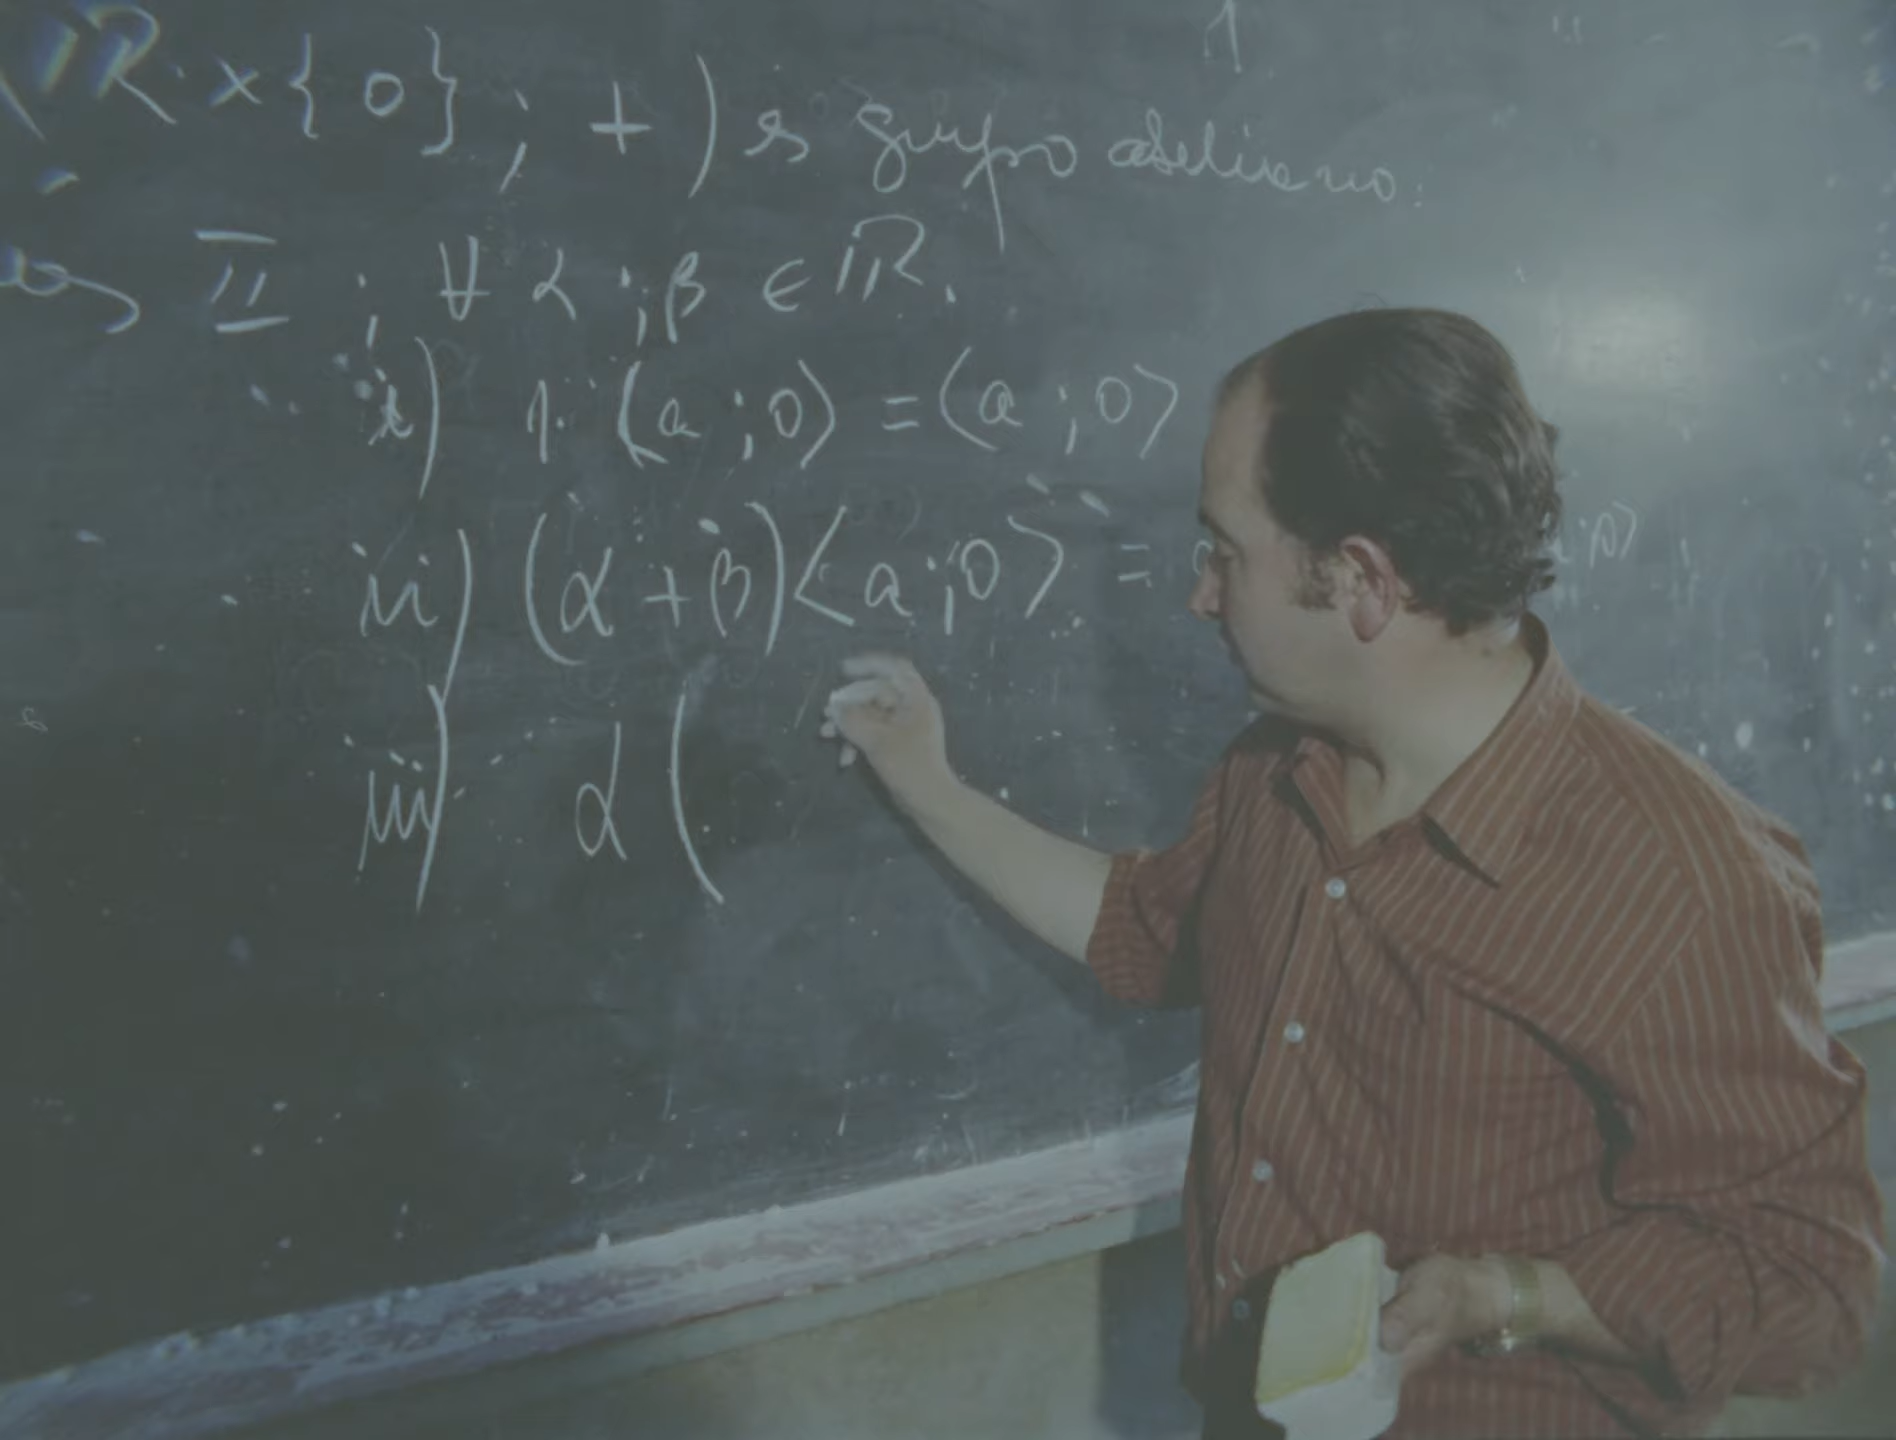 (ℝ × {0} ; +) es grupo abeliano.
II ; ∀ α ; β ∈ ℝ.
i) 1. ⟨a ; 0⟩ = ⟨a ; 0⟩
ii) (α + β)⟨a ; 0⟩ =
iii) α (